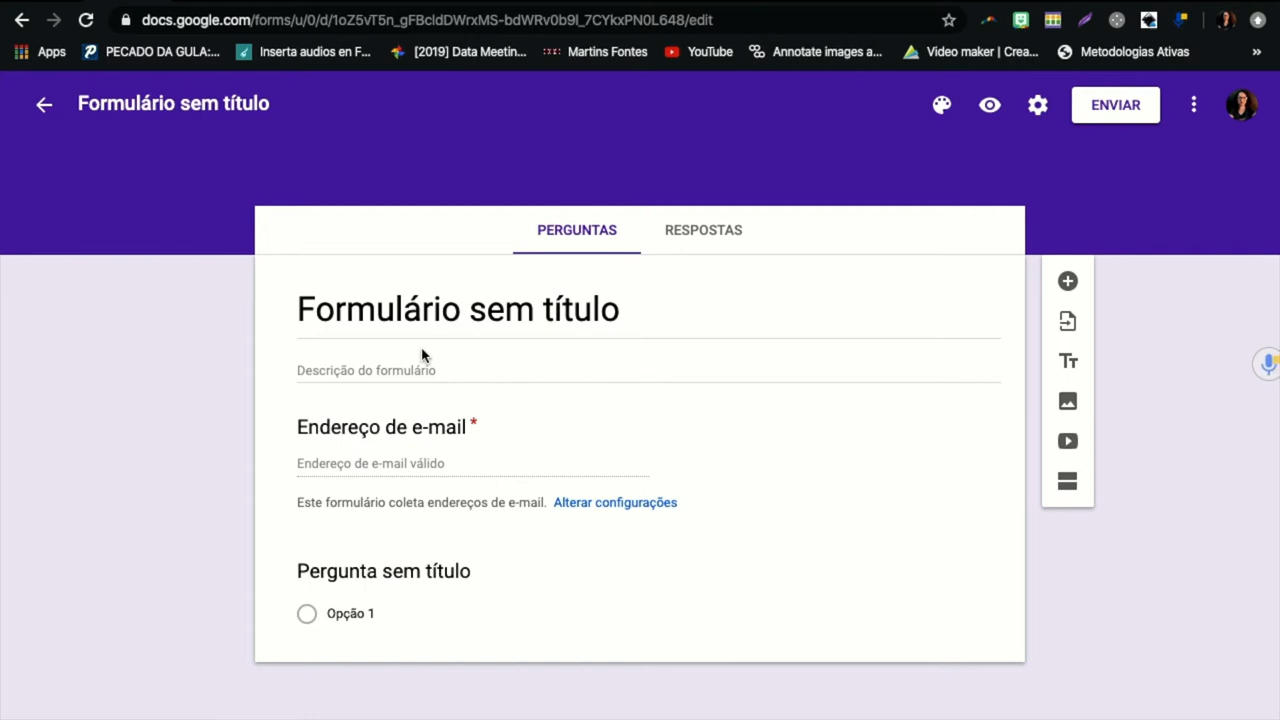 docs.google.com/forms/u/0/d/1oZ5vT5n_gFBcldDWrxMS-bdWRv0b9l_7CYkxPN0L648/edit
Apps PECADO DA GULA:... Inserta audios en F... [2019] Data Meetin... Martins Fontes YouTube Annotate images a... Video maker | Crea... Metodologias Ativas »
Formulário sem título ENVIAR
PERGUNTAS RESPOSTAS
Formulário sem título
Descrição do formulário
Endereço de e-mail *
Endereço de e-mail válido
Este formulário coleta endereços de e-mail. Alterar configurações
Pergunta sem título
Opção 1